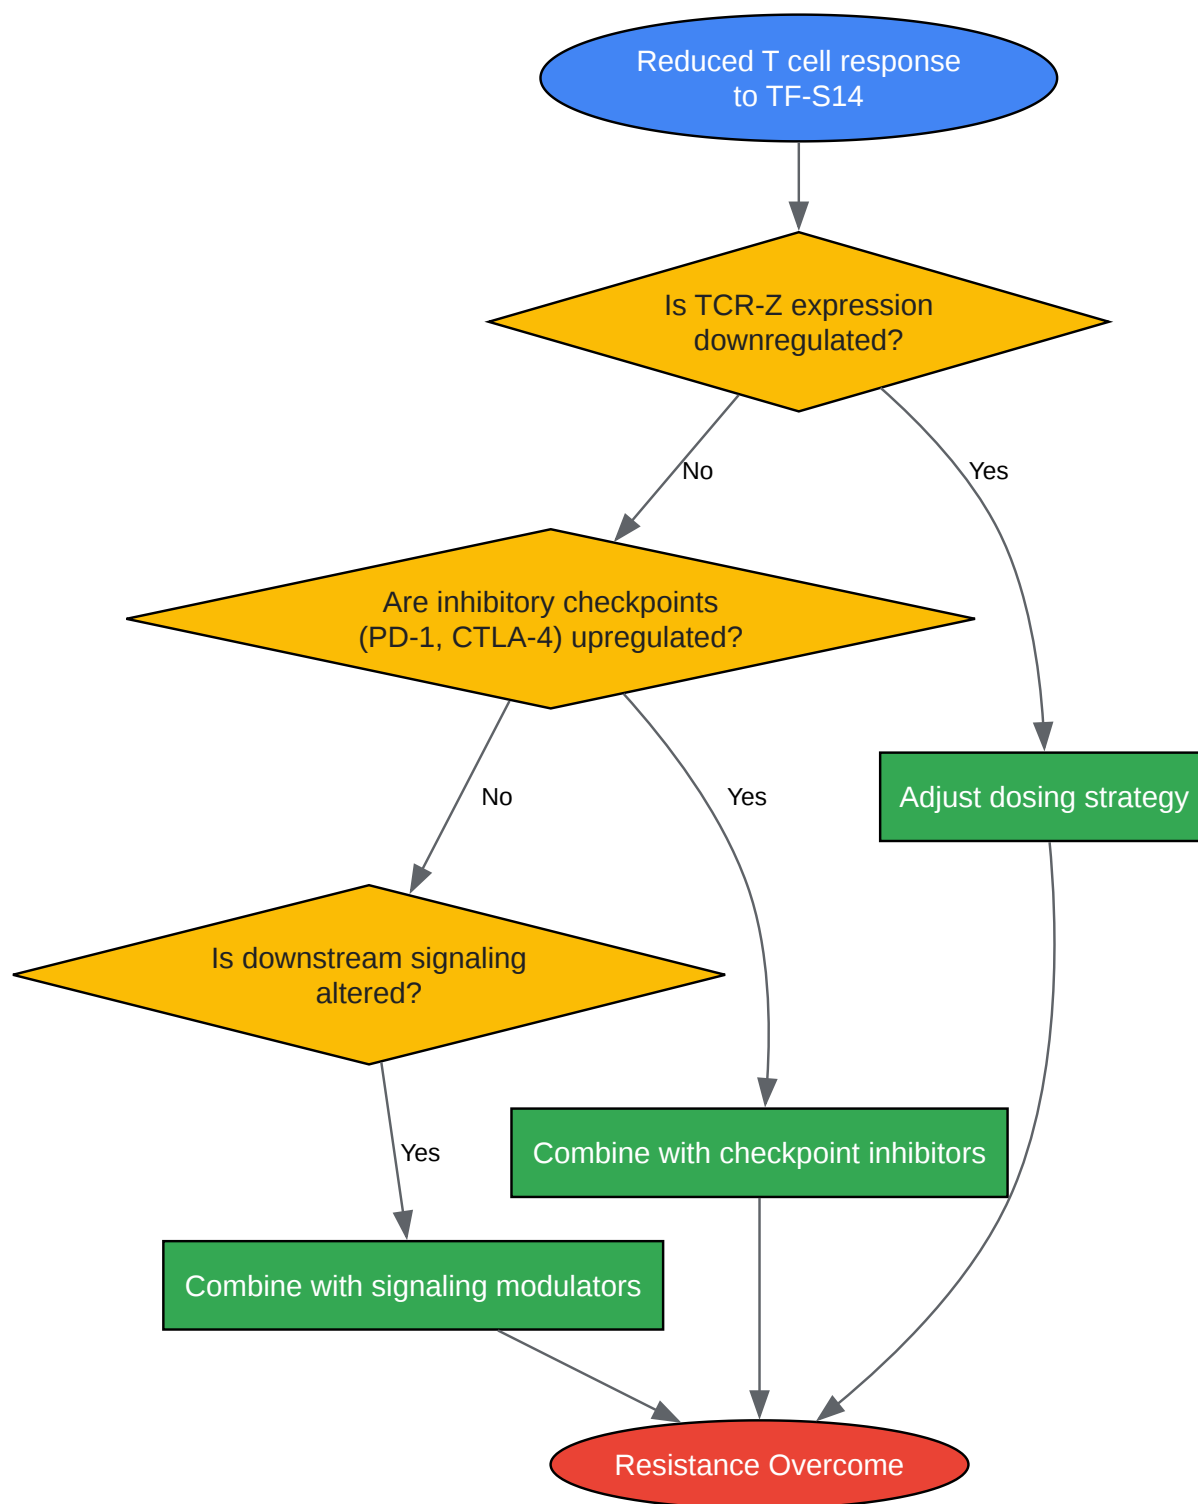 Reduced T cell response
to TF-S14
Is TCR-Z expression
downregulated?
No
Yes
Are inhibitory checkpoints
(PD-1, CTLA-4) upregulated?
No
Yes
Adjust dosing strategy
Is downstream signaling
altered?
Yes
Combine with checkpoint inhibitors
Combine with signaling modulators
Resistance Overcome